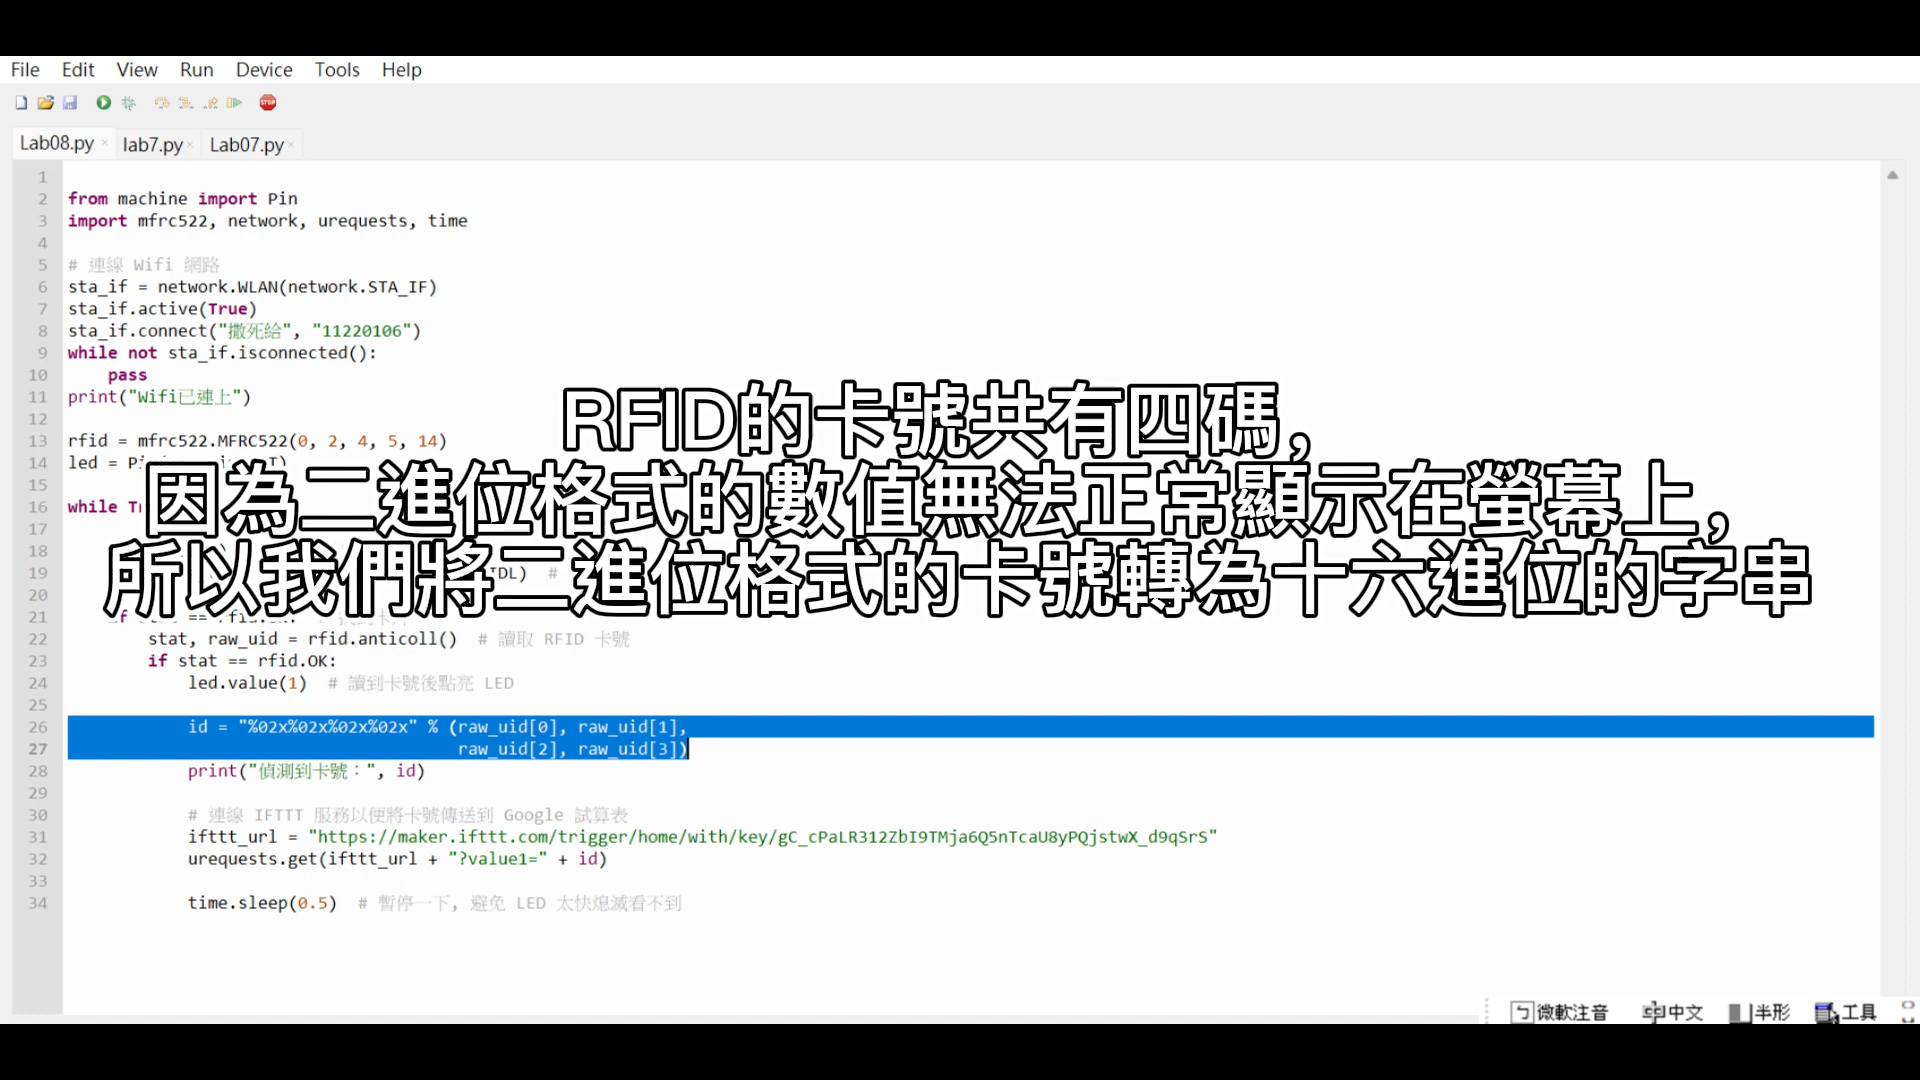 File Edit View Run Device Tools Help
Lab08.py × lab7.py × Lab07.py ×
1
2 from machine import Pin
3 import mfrc522, network, urequests, time
4
5 # 連線 Wifi 網路
6 sta_if = network.WLAN(network.STA_IF)
7 sta_if.active(True)
8 sta_if.connect("撒死給", "11220106")
9 while not sta_if.isconnected():
10 pass
11 print("Wifi已連上")
12
13 rfid = mfrc522.MFRC522(0, 2, 4, 5, 14)
14 led =
15
16 while
17
18
19 #
20
21
RFID的卡號共有四碼,
因為二進位格式的數值無法正常顯示在螢幕上,
所以我們將二進位格式的卡號轉為十六進位的字串
22 stat, raw_uid = rfid.anticoll() # 讀取 RFID 卡號
23 if stat == rfid.OK:
24 led.value(1) # 讀到卡號後點亮 LED
25
26 id = "%02x%02x%02x%02x" % (raw_uid[0], raw_uid[1],
27 raw_uid[2], raw_uid[3])
28 print("偵測到卡號：", id)
29
30 # 連線 IFTTT 服務以便將卡號傳送到 Google 試算表
31 ifttt_url = "https://maker.ifttt.com/trigger/home/with/key/gC_cPaLR312ZbI9TMja6Q5nTcaU8yPQjstwX_d9qSrS"
32 urequests.get(ifttt_url + "?value1=" + id)
33
34 time.sleep(0.5) # 暫停一下, 避免 LED 太快熄滅看不到
微軟注音 中文 半形 工具